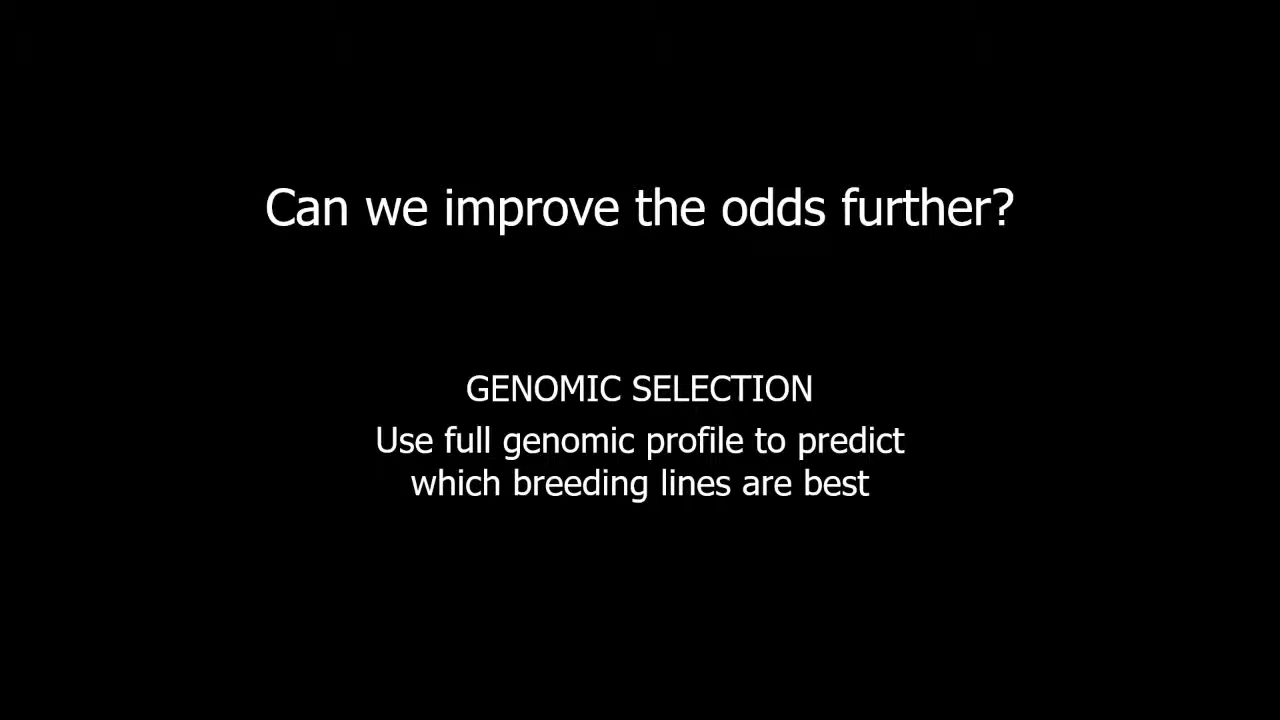 Can we improve the odds further?
GENOMIC SELECTION
Use full genomic profile to predict
which breeding lines are best